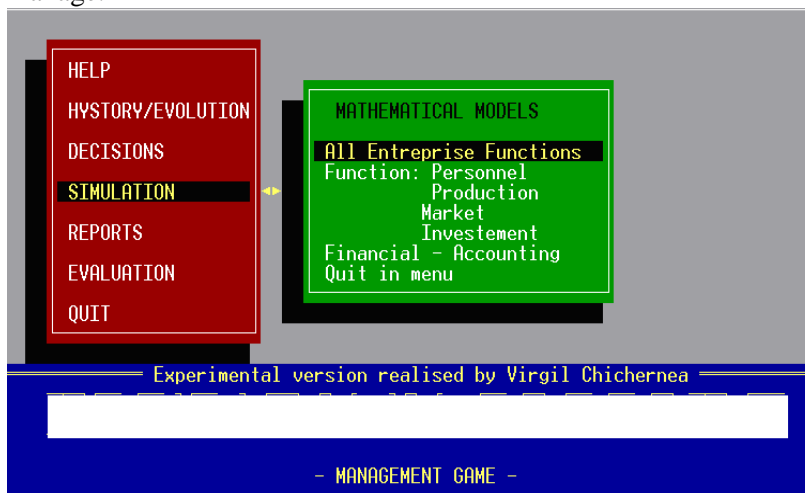 HELP
HYSTORY/EVOLUTION
DECISIONS
SIMULATION
REPORTS
EVALUATION
QUIT
MATHEMATICAL MODELS
All Entreprise Functions
Function: Personnel
Production
Market
Investement
Financial - Accounting
Quit in menu
Experimental version realised by Virgil Chichernea
- MANAGEMENT GAME -